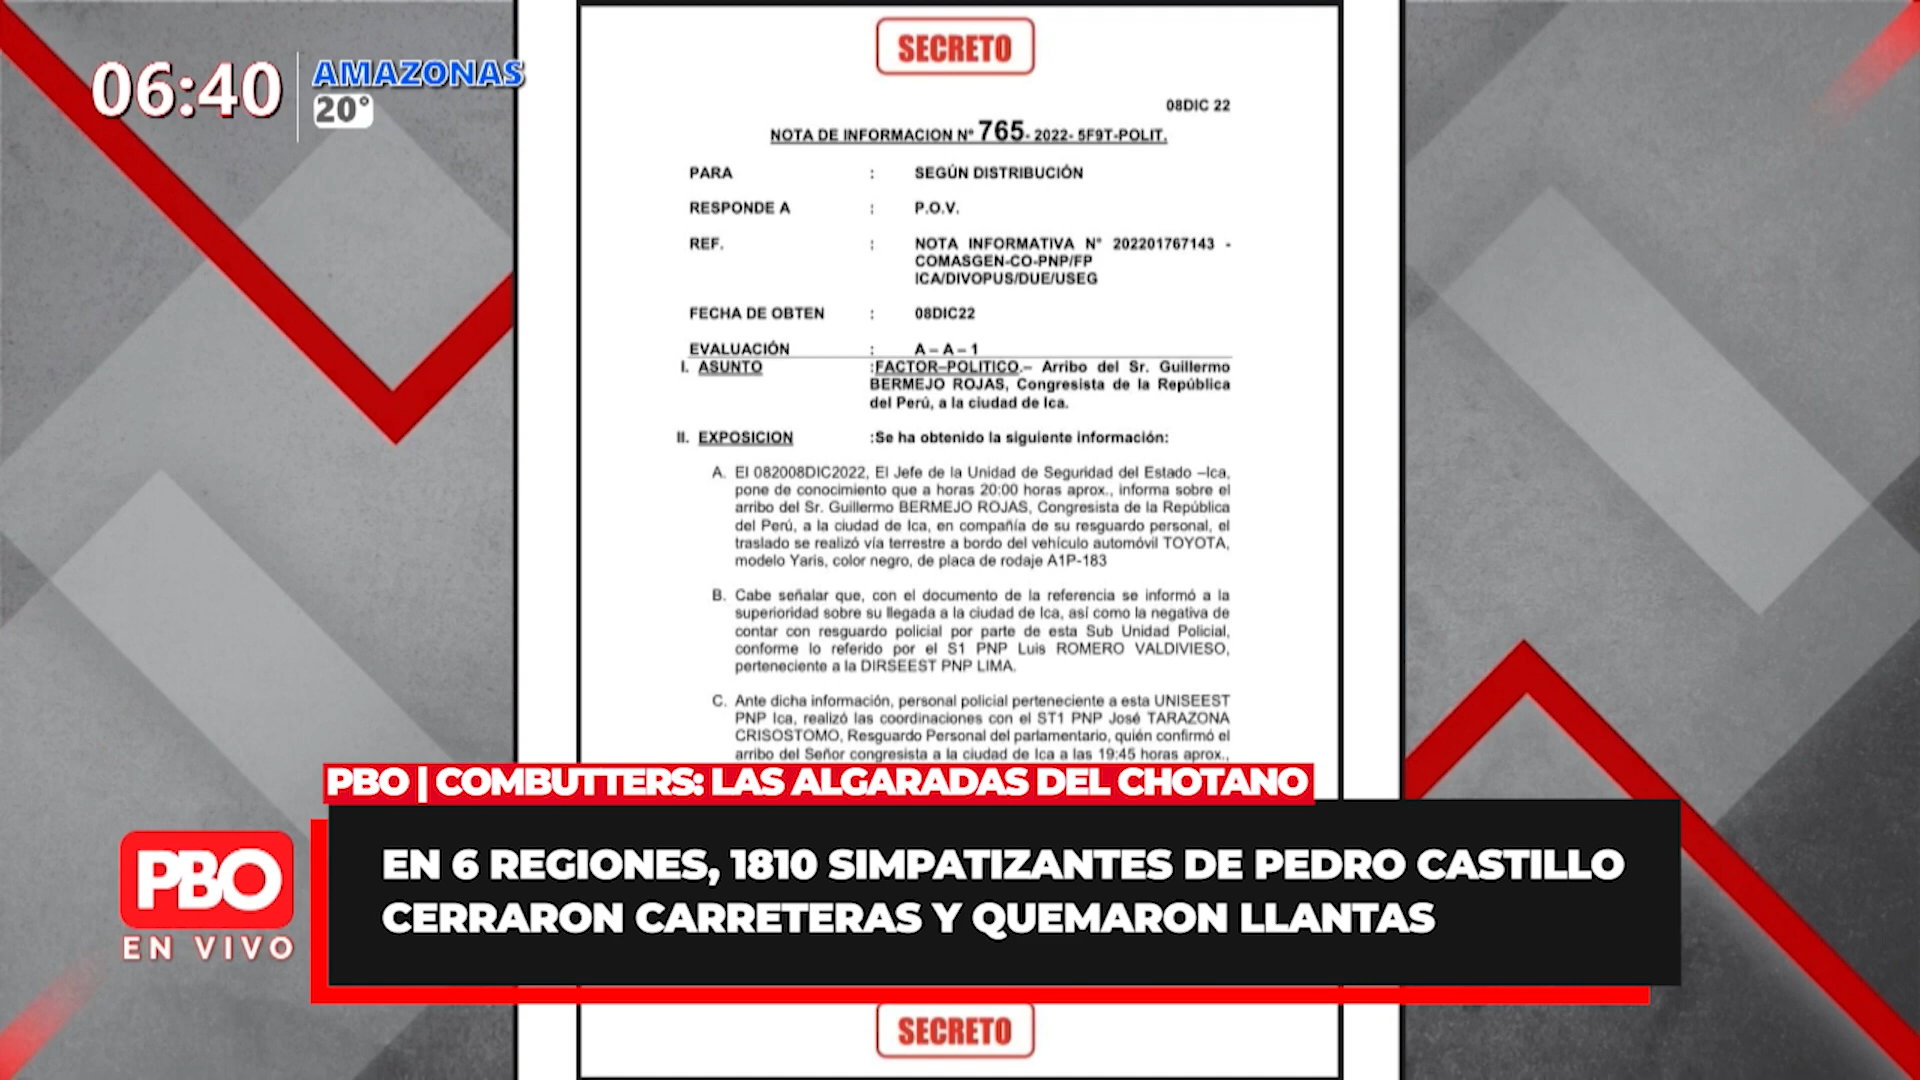 06:40
AMAZONAS
20°
SECRETO
08DIC 22
NOTA DE INFORMACION N° 765- 2022- 5F9T-POLIT.
PARA : SEGÚN DISTRIBUCIÓN
RESPONDE A : P.O.V.
REF. : NOTA INFORMATIVA N° 202201767143 -
COMASGEN-CO-PNP/FP
ICA/DIVOPUS/DUE/USEG
FECHA DE OBTEN : 08DIC22
EVALUACIÓN : A – A – 1
I. ASUNTO :FACTOR–POLITICO.– Arribo del Sr. Guillermo
BERMEJO ROJAS, Congresista de la República
del Perú, a la ciudad de Ica.
II. EXPOSICION :Se ha obtenido la siguiente información:
A. El 082008DIC2022, El Jefe de la Unidad de Seguridad del Estado –Ica,
pone de conocimiento que a horas 20:00 horas aprox., informa sobre el
arribo del Sr. Guillermo BERMEJO ROJAS, Congresista de la República
del Perú, a la ciudad de Ica, en compañía de su resguardo personal, el
traslado se realizó vía terrestre a bordo del vehículo automóvil TOYOTA,
modelo Yaris, color negro, de placa de rodaje A1P-183
B. Cabe señalar que, con el documento de la referencia se informó a la
superioridad sobre su llegada a la ciudad de Ica, así como la negativa de
contar con resguardo policial por parte de esta Sub Unidad Policial,
conforme lo referido por el S1 PNP Luis ROMERO VALDIVIESO,
perteneciente a la DIRSEEST PNP LIMA.
C. Ante dicha información, personal policial perteneciente a esta UNISEEST
PNP Ica, realizó las coordinaciones con el ST1 PNP José TARAZONA
CRISOSTOMO, Resguardo Personal del parlamentario, quién confirmó el
arribo del Señor congresista a la ciudad de Ica a las 19:45 horas aprox.,
PBO | COMBUTTERS: LAS ALGARADAS DEL CHOTANO
EN 6 REGIONES, 1810 SIMPATIZANTES DE PEDRO CASTILLO
CERRARON CARRETERAS Y QUEMARON LLANTAS
PBO
EN VIVO
SECRETO